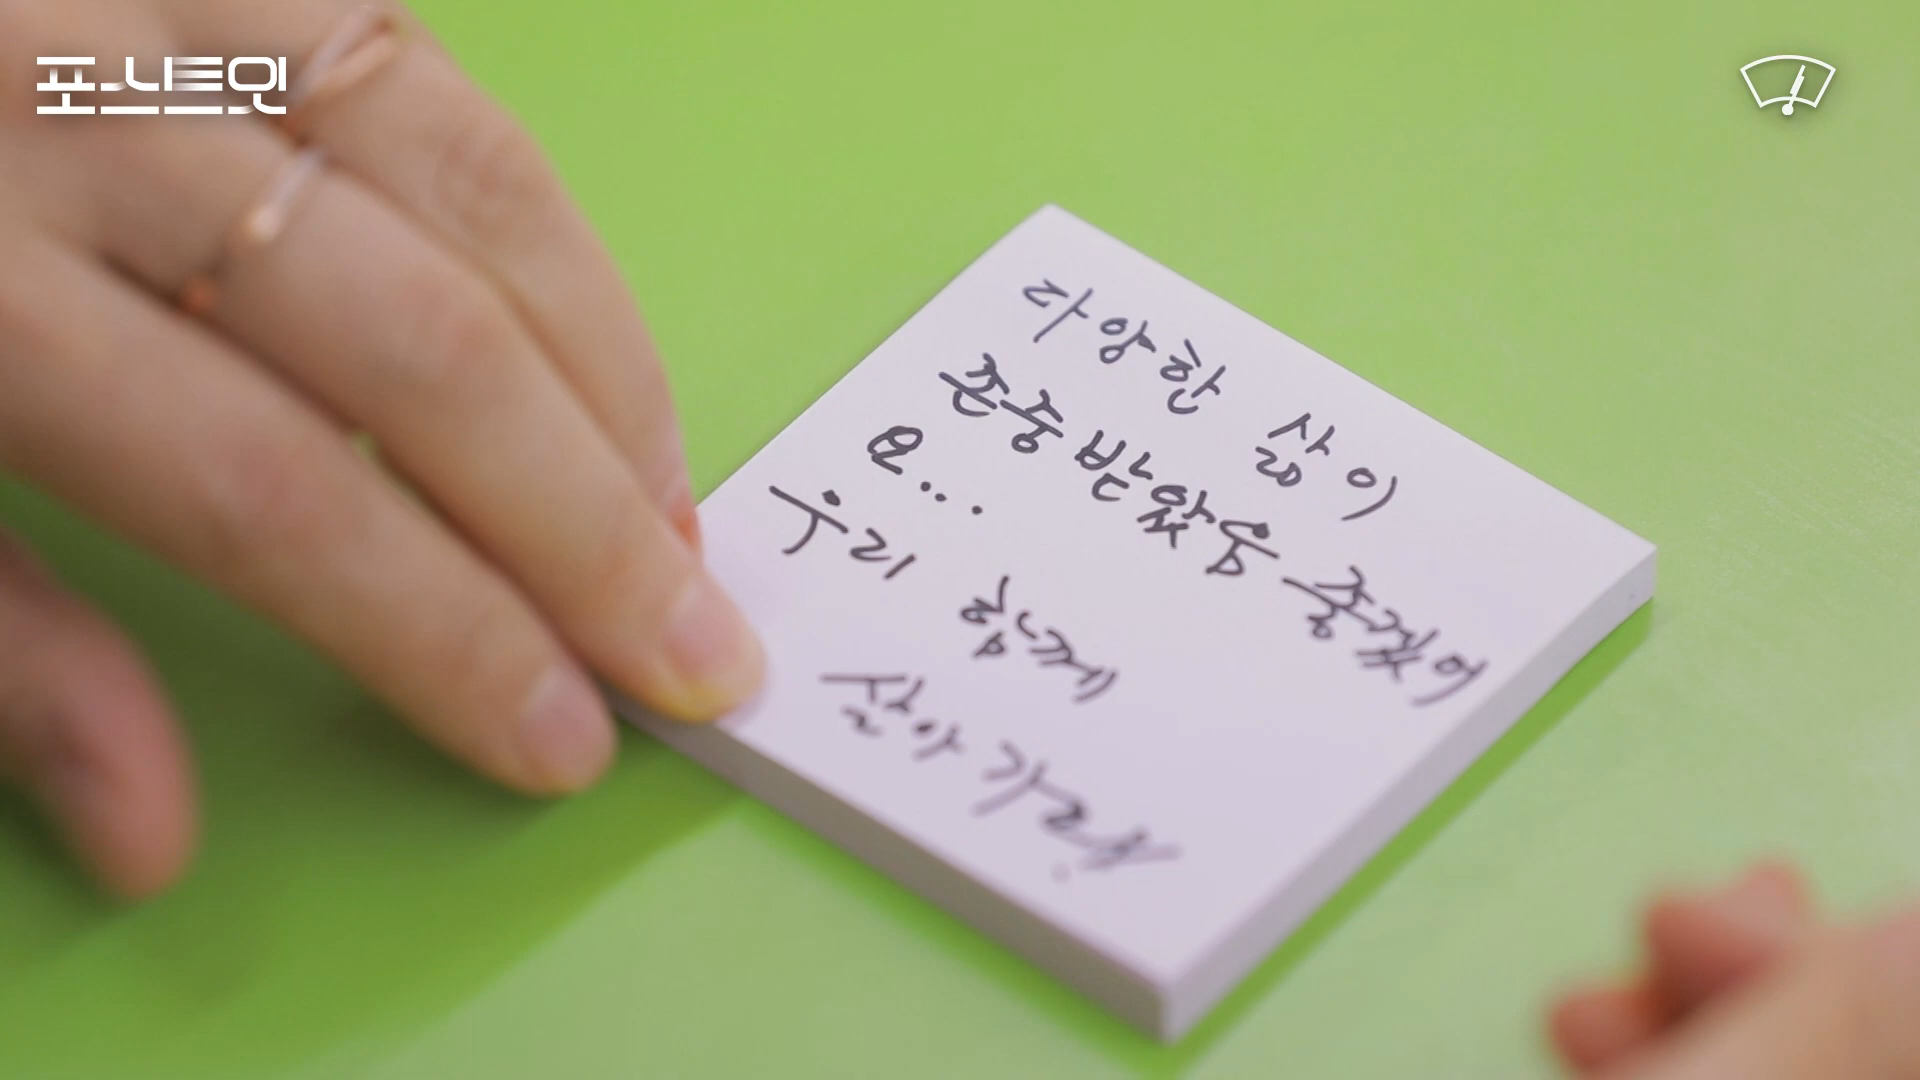 포스트잇
다양한 삶이
존중 받았음 좋겠어
요...
우리 함께
살아가요